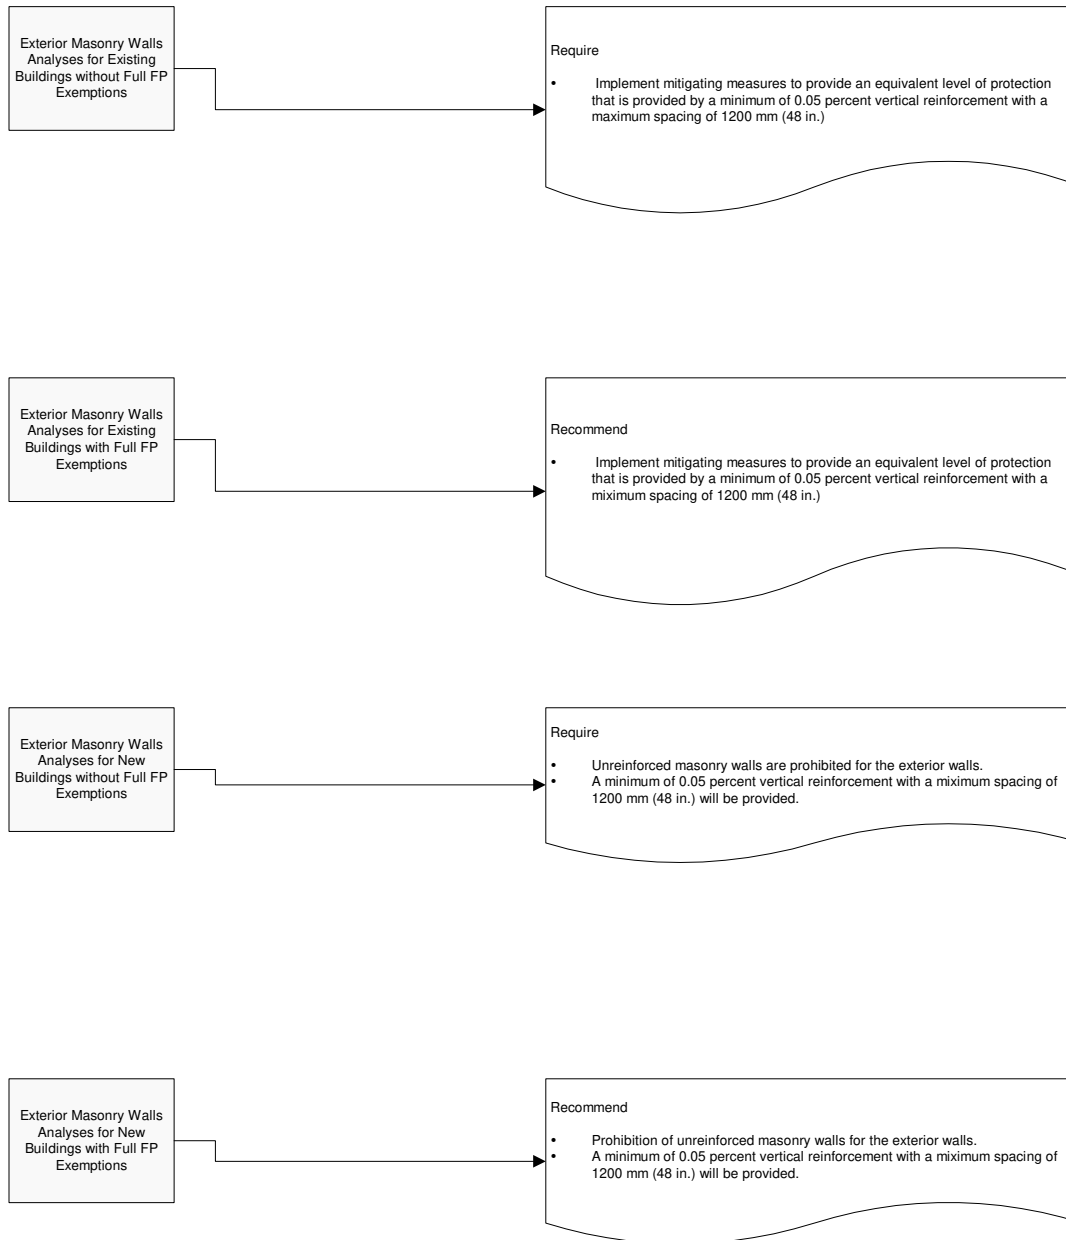 Exterior Masonry Walls
Analyses for Existing
Buildings without Full FP
Exemptions
Require
• Implement mitigating measures to provide an equivalent level of protection
that is provided by a minimum of 0.05 percent vertical reinforcement with a
maximum spacing of 1200 mm (48 in.)
Exterior Masonry Walls
Analyses for Existing
Buildings with Full FP
Exemptions
Recommend
• Implement mitigating measures to provide an equivalent level of protection
that is provided by a minimum of 0.05 percent vertical reinforcement with a
miximum spacing of 1200 mm (48 in.)
Exterior Masonry Walls
Analyses for New
Buildings without Full FP
Exemptions
Require
• Unreinforced masonry walls are prohibited for the exterior walls.
• A minimum of 0.05 percent vertical reinforcement with a miximum spacing of
1200 mm (48 in.) will be provided.
Exterior Masonry Walls
Analyses for New
Buildings with Full FP
Exemptions
Recommend
• Prohibition of unreinforced masonry walls for the exterior walls.
• A minimum of 0.05 percent vertical reinforcement with a miximum spacing of
1200 mm (48 in.) will be provided.